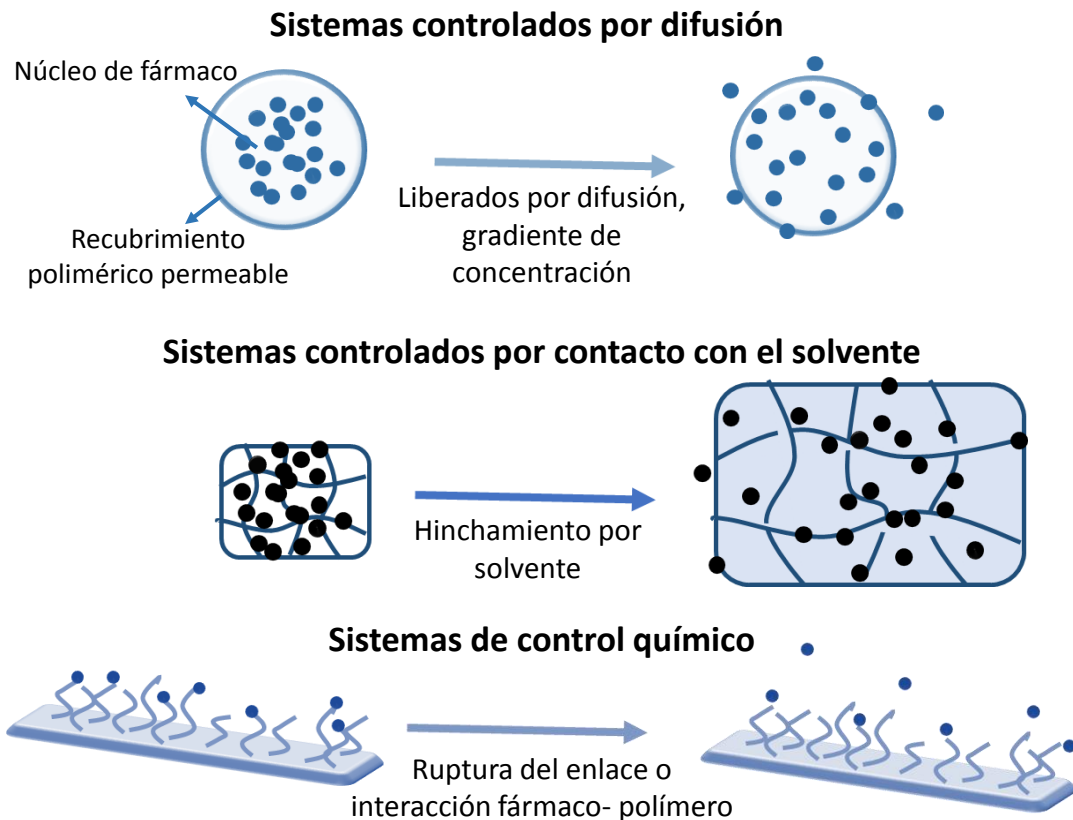 Sistemas controlados por difusión
Núcleo de fármaco
Recubrimiento
polimérico permeable
Liberados por difusión,
gradiente de
concentración
Sistemas controlados por contacto con el solvente
Hinchamiento por
solvente
Sistemas de control químico
Ruptura del enlace o
interacción fármaco- polímero